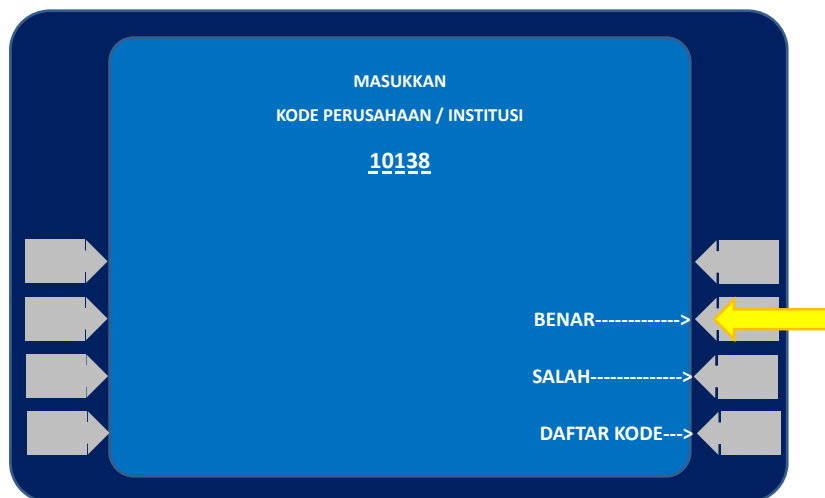 MASUKKAN
KODE PERUSAHAAN / INSTITUSI
10138
BENAR------------->
SALAH-------------->
DAFTAR KODE--->